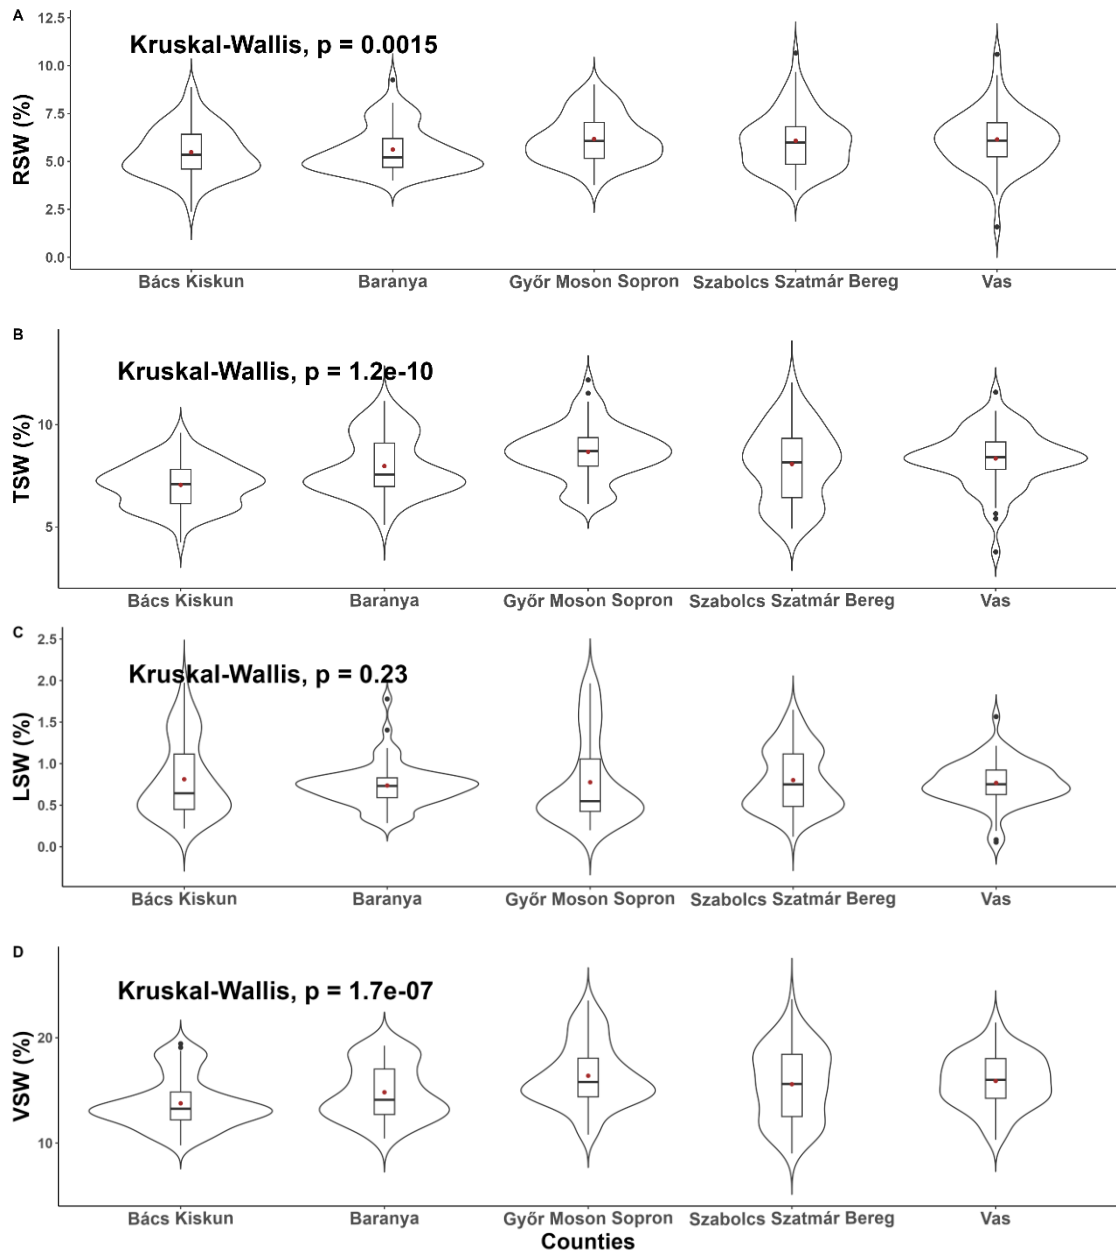 A
12.5
Kruskal-Wallis, p = 0.0015
10.0
7.5
RSW (%)
5.0
2.5
0.0
Bács Kiskun Baranya Győr Moson Sopron Szabolcs Szatmár Bereg Vas
B
Kruskal-Wallis, p = 1.2e-10
10
TSW (%)
5
Bács Kiskun Baranya Győr Moson Sopron Szabolcs Szatmár Bereg Vas
C
2.5
Kruskal-Wallis, p = 0.23
2.0
1.5
LSW (%)
1.0
0.5
0.0
Bács Kiskun Baranya Győr Moson Sopron Szabolcs Szatmár Bereg Vas
D
Kruskal-Wallis, p = 1.7e-07
20
VSW (%)
10
Bács Kiskun Baranya Győr Moson Sopron Szabolcs Szatmár Bereg Vas
Counties